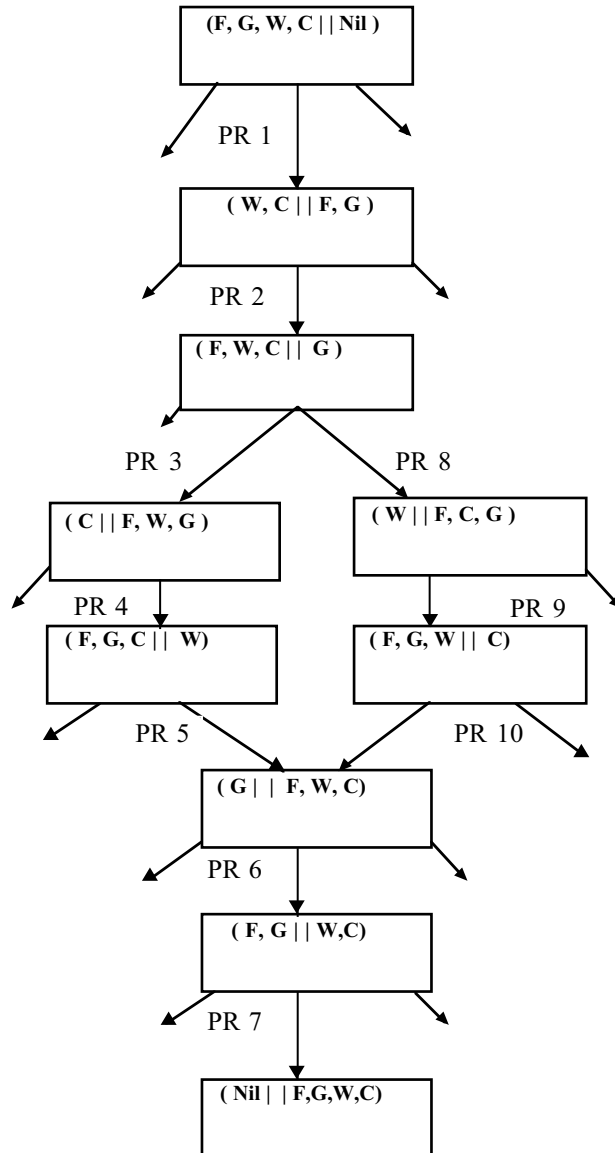 (F, G, W, C || Nil )
PR 1
( W, C || F, G )
PR 2
( F, W, C || G )
PR 3
PR 8
( C || F, W, G )
( W || F, C, G )
PR 4
PR 9
( F, G, C || W)
( F, G, W || C)
PR 5
PR 10
( G | | F, W, C)
PR 6
( F, G || W,C)
PR 7
( Nil | | F,G,W,C)